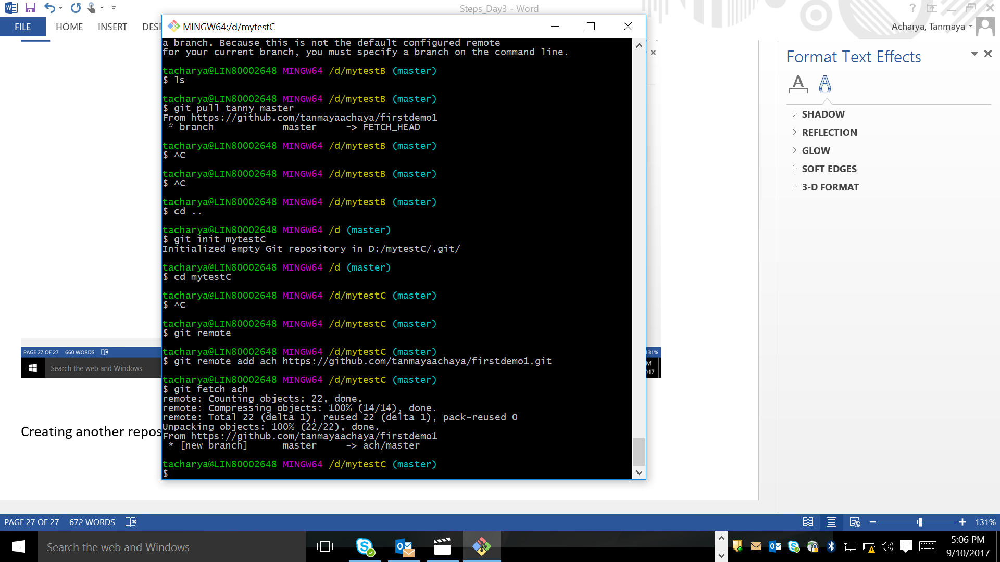 Steps_Day3 - Word
FILE HOME INSERT DESI
Acharya, Tanmaya
MINGW64:/d/mytestC
a branch. Because this is not the default configured remote
for your current branch, you must specify a branch on the command line.
tacharya@LIN80002648 MINGW64 /d/mytestB (master)
$ ls
tacharya@LIN80002648 MINGW64 /d/mytestB (master)
$ git pull tanny master
From https://github.com/tanmayaachaya/firstdemo1
* branch master -> FETCH_HEAD
tacharya@LIN80002648 MINGW64 /d/mytestB (master)
$ ^C
tacharya@LIN80002648 MINGW64 /d/mytestB (master)
$ ^C
tacharya@LIN80002648 MINGW64 /d/mytestB (master)
$ cd ..
tacharya@LIN80002648 MINGW64 /d (master)
$ git init mytestC
Initialized empty Git repository in D:/mytestC/.git/
tacharya@LIN80002648 MINGW64 /d (master)
$ cd mytestC
tacharya@LIN80002648 MINGW64 /d/mytestC (master)
$ ^C
tacharya@LIN80002648 MINGW64 /d/mytestC (master)
$ git remote
tacharya@LIN80002648 MINGW64 /d/mytestC (master)
$ git remote add ach https://github.com/tanmayaachaya/firstdemo1.git
tacharya@LIN80002648 MINGW64 /d/mytestC (master)
$ git fetch ach
remote: Counting objects: 22, done.
remote: Compressing objects: 100% (14/14), done.
remote: Total 22 (delta 1), reused 22 (delta 1), pack-reused 0
Unpacking objects: 100% (22/22), done.
From https://github.com/tanmayaachaya/firstdemo1
* [new branch] master -> ach/master
tacharya@LIN80002648 MINGW64 /d/mytestC (master)
$
Format Text Effects
SHADOW
REFLECTION
GLOW
SOFT EDGES
3-D FORMAT
PAGE 27 OF 27 660 WORDS
131%
Search the web and Windows
M
017
Creating another repos
PAGE 27 OF 27 672 WORDS
131%
Search the web and Windows
5:06 PM
9/10/2017